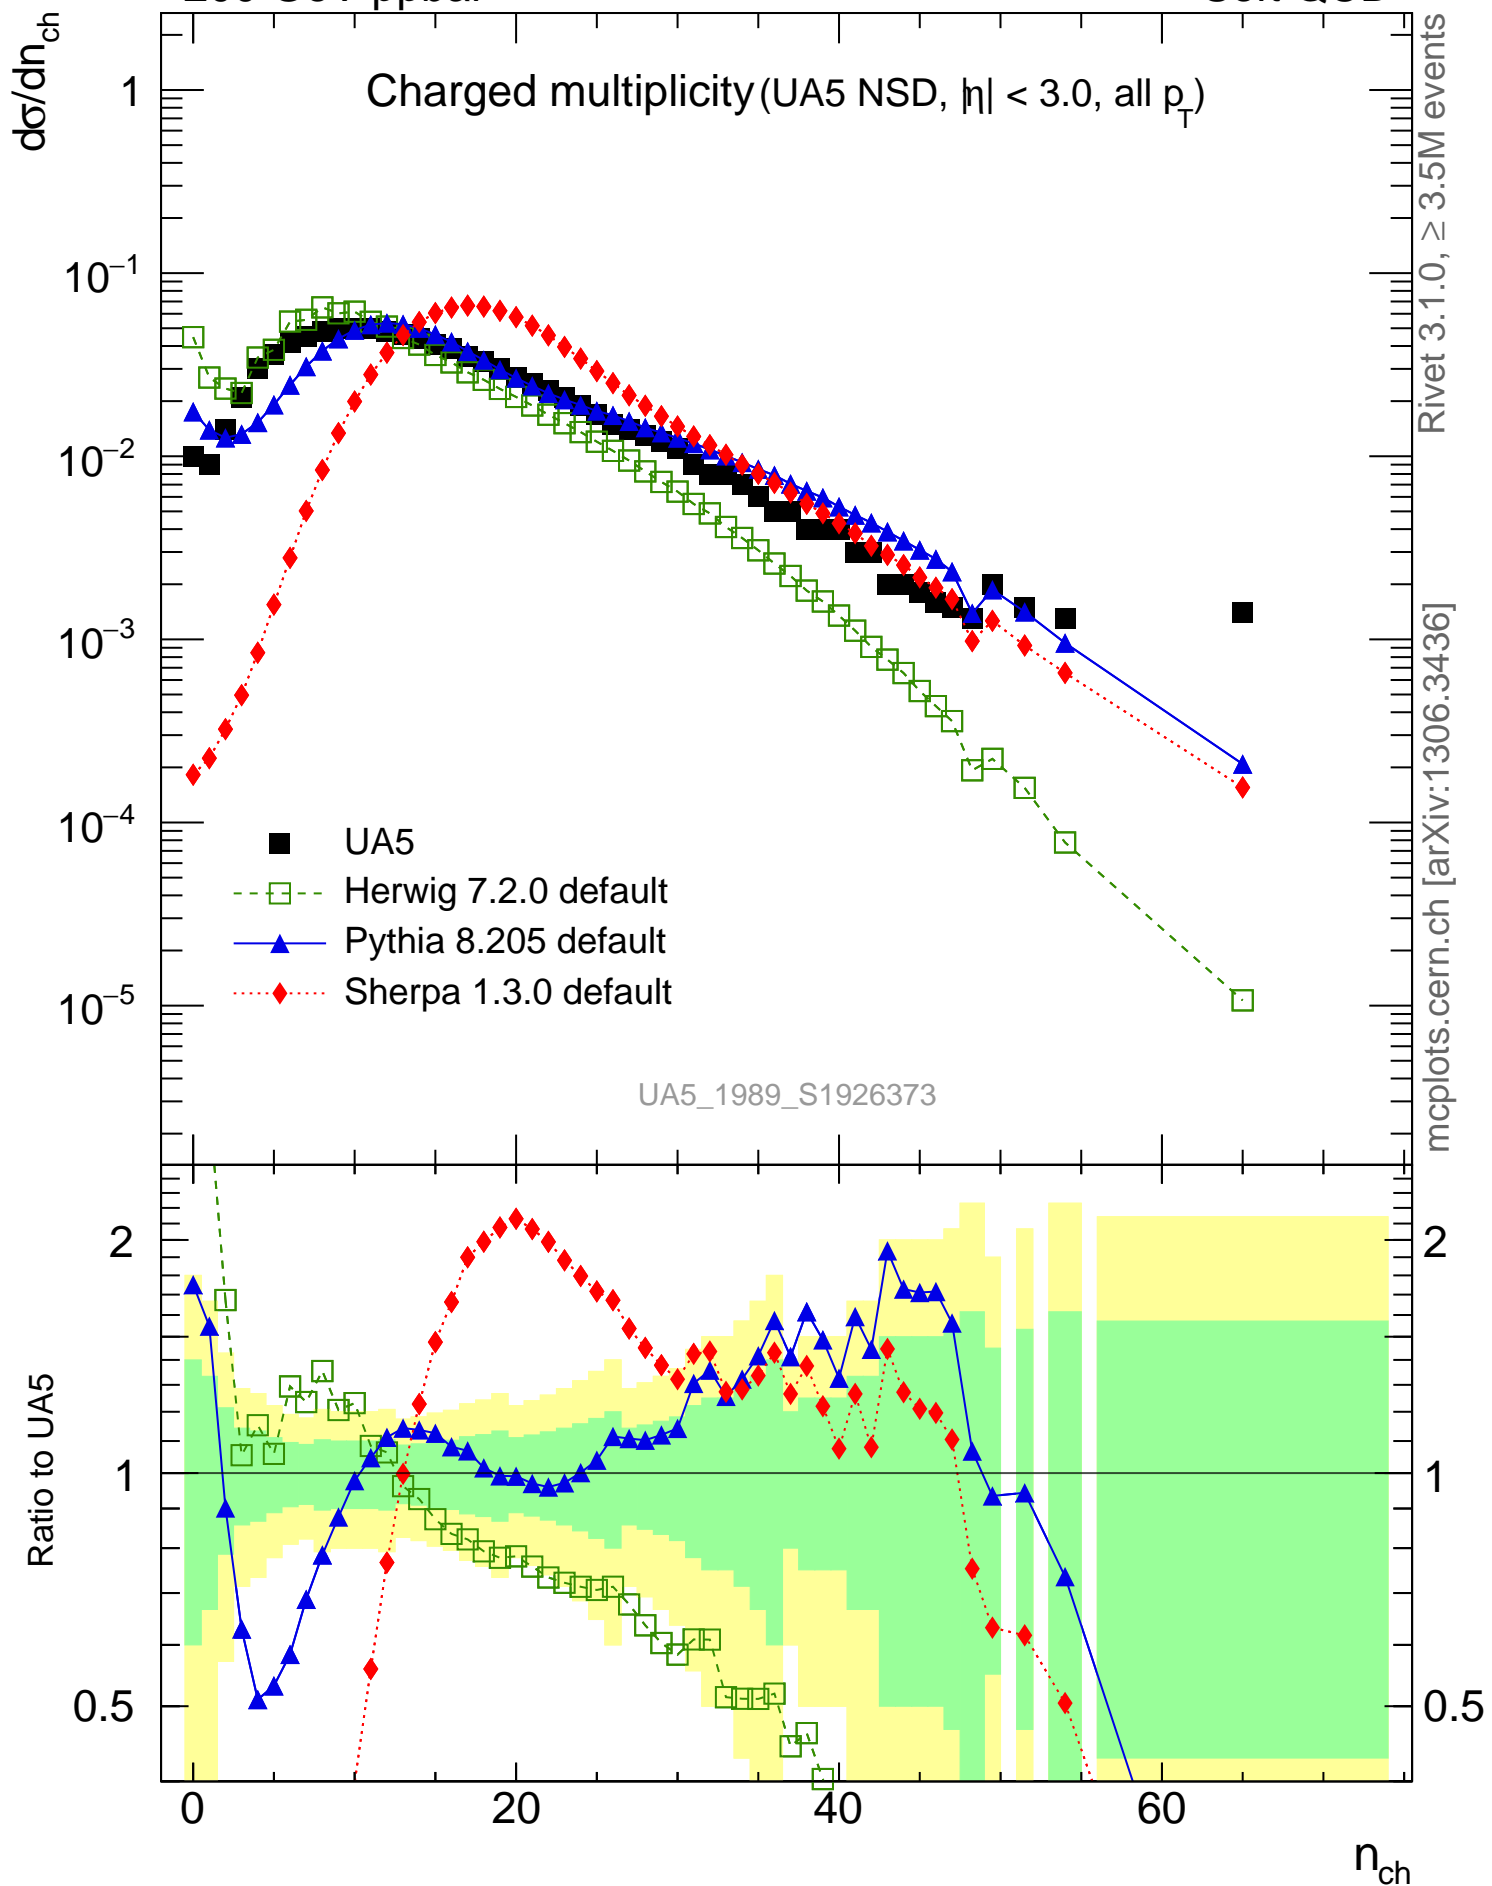 dσ/dn_ch
Charged multiplicity (UA5 NSD, |η| < 3.0, all p_T)
1
10^−1
10^−2
10^−3
10^−4
10^−5
UA5
Herwig 7.2.0 default
Pythia 8.205 default
Sherpa 1.3.0 default
UA5_1989_S1926373
Rivet 3.1.0, ≥ 3.5M events
mcplots.cern.ch [arXiv:1306.3436]
Ratio to UA5
2
1
0.5
2
1
0.5
0 20 40 60
n_ch